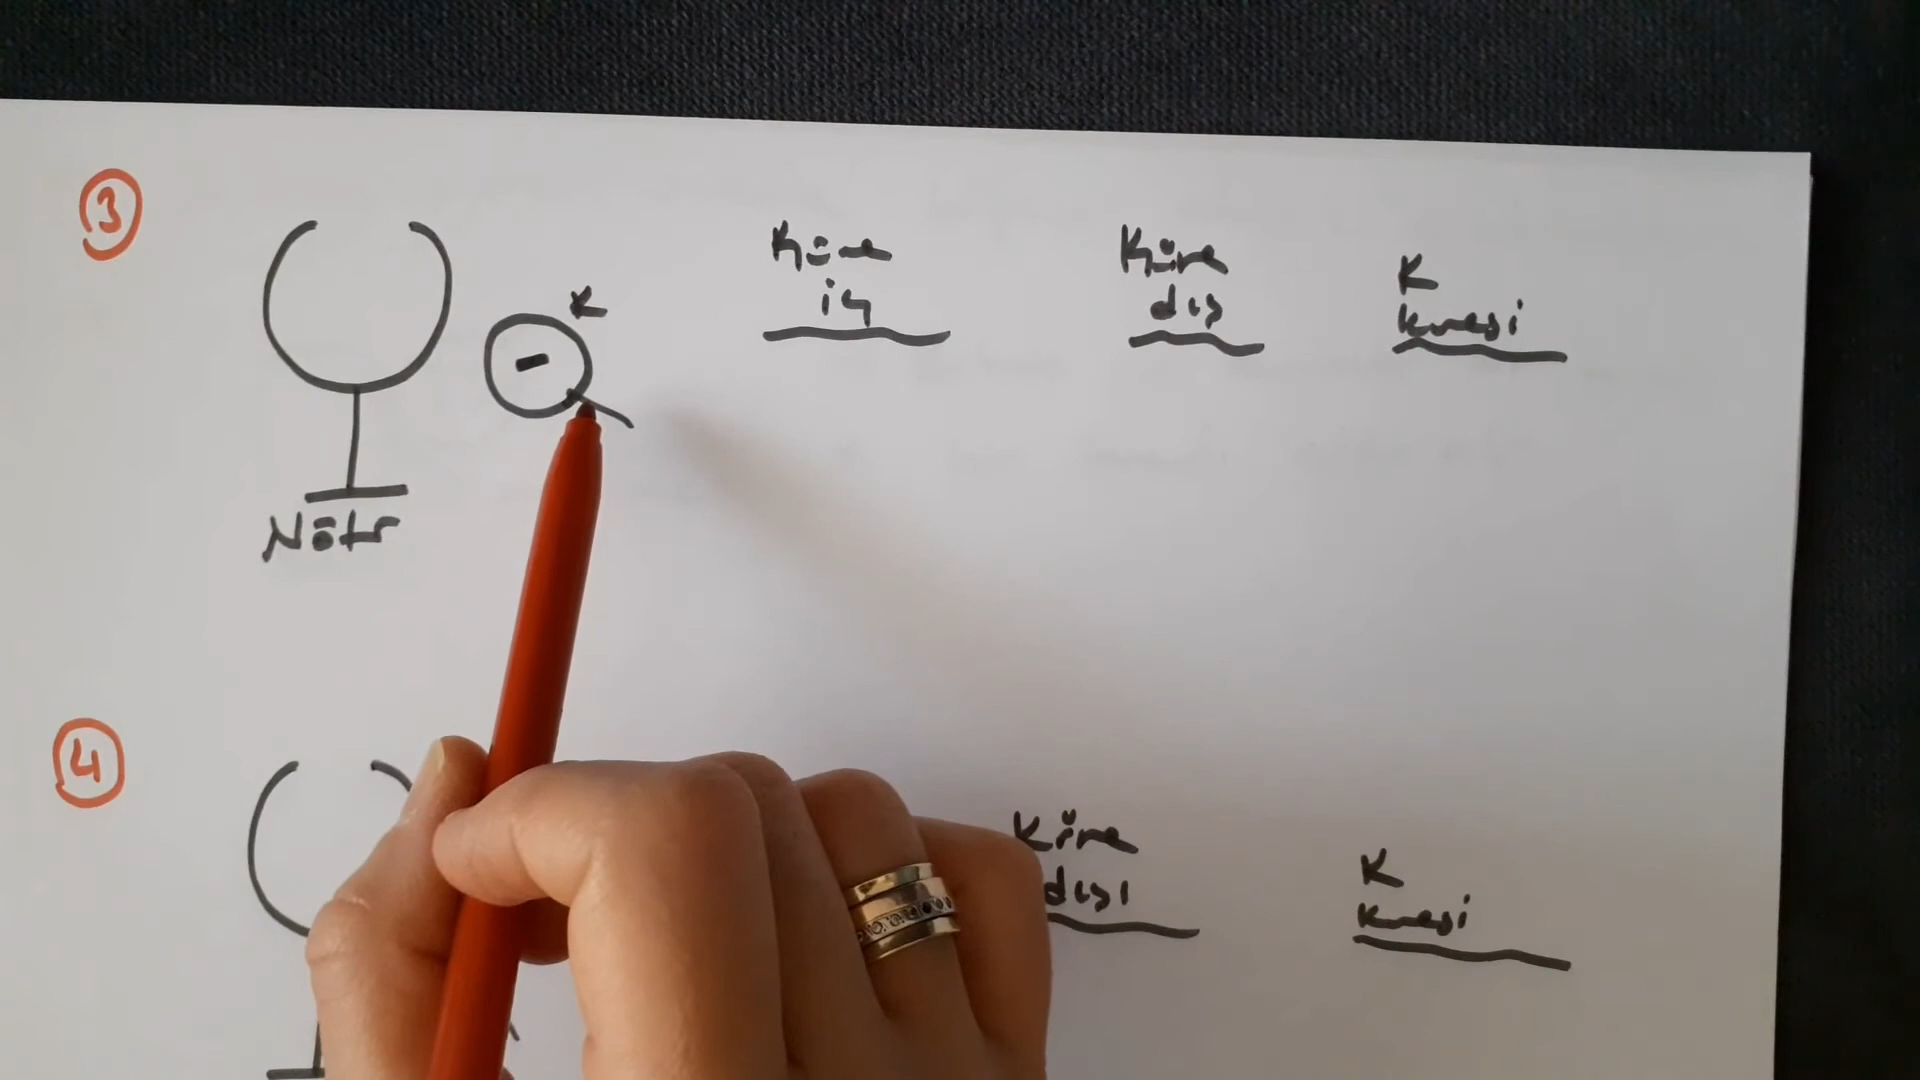 3
Küre
iç
Küre
dış
K
küresi
K
-
Nötr
4
Küre
dışı
K
küresi